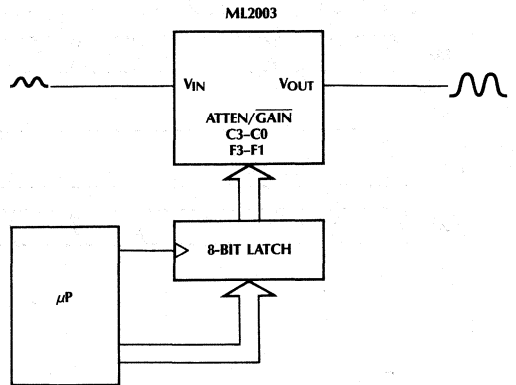 ML2003
VIN
VOUT
ATTEN/GAIN
C3–C0
F3–F1
8-BIT LATCH
μP